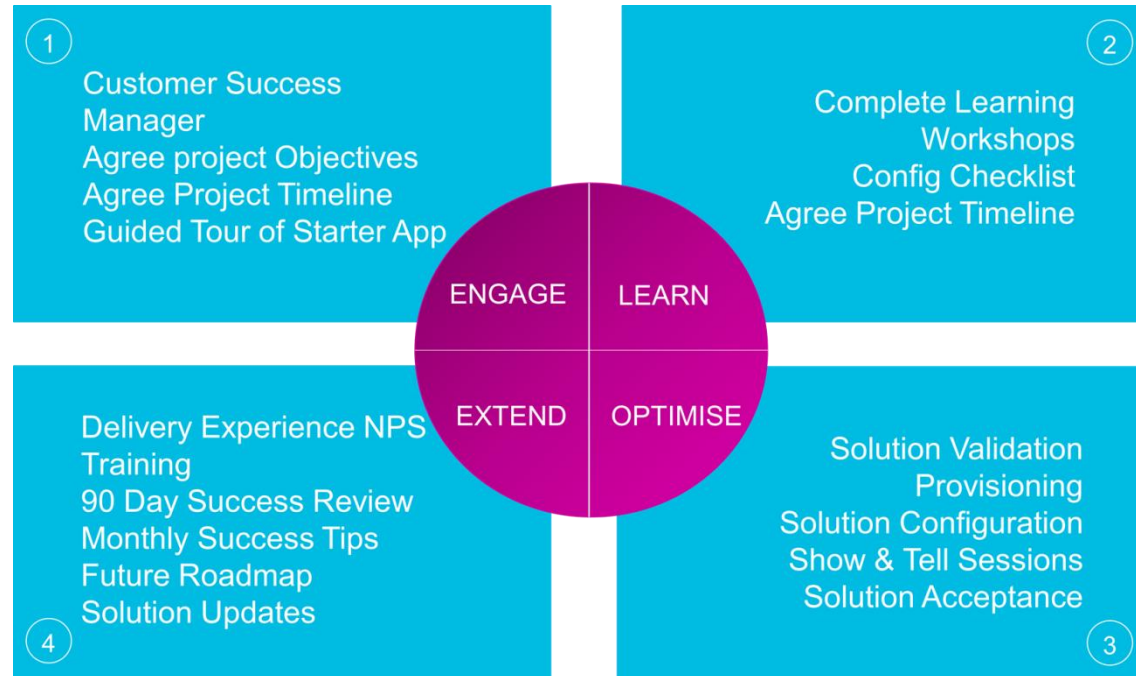 1
Customer Success
Manager
Agree project Objectives
Agree Project Timeline
Guided Tour of Starter App
2
Complete Learning
Workshops
Config Checklist
Agree Project Timeline
ENGAGE
LEARN
EXTEND
OPTIMISE
Solution Validation
Provisioning
Solution Configuration
Show & Tell Sessions
Solution Acceptance
3
Delivery Experience NPS
Training
90 Day Success Review
Monthly Success Tips
Future Roadmap
Solution Updates
4